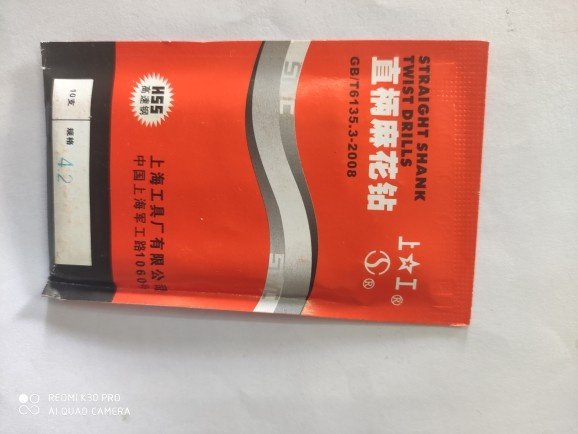 STRAIGHT SHANK
TWIST DRILLS
直柄麻花钻
GB/T6135.3-2008
上☆工®
®
HSS
高速钢
上海工具厂有限公司
中国上海军工路1060号
10支
规格
4.2
REDMI K30 PRO
AI QUAD CAMERA